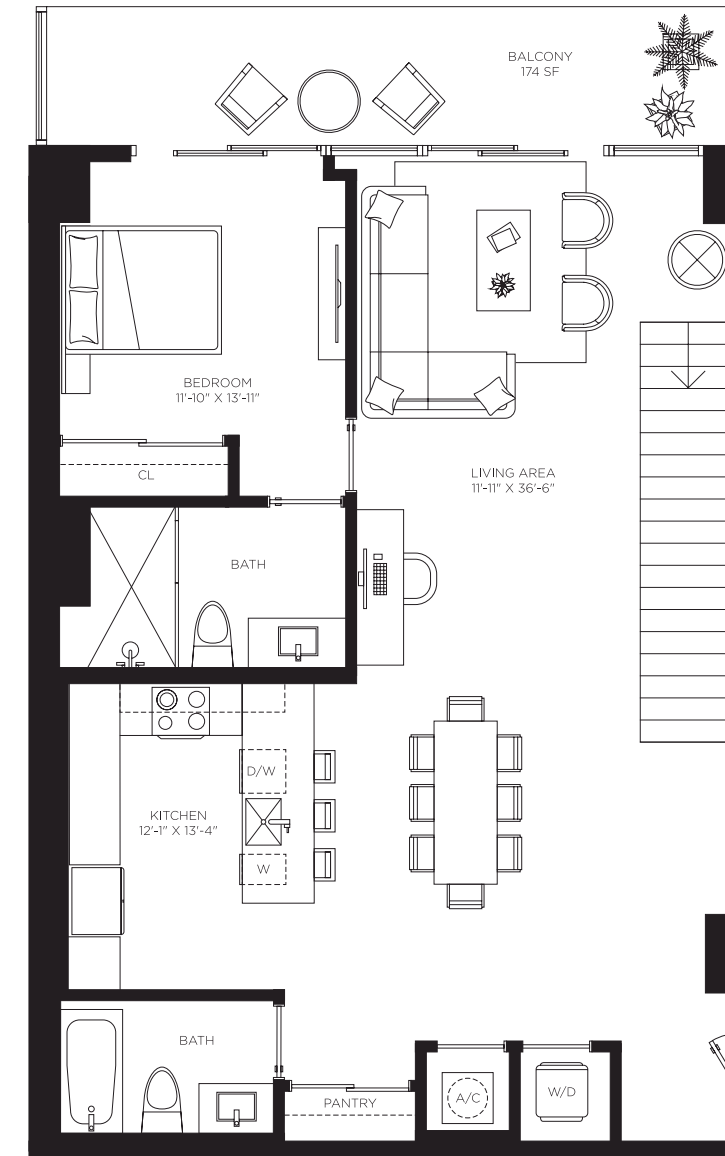 BALCONY
174 SF
BEDROOM
11'-10" X 13'-11"
CL
LIVING AREA
11'-11" X 36'-6"
BATH
D/W
KITCHEN
12'-1" X 13'-4"
W
BATH
PANTRY
A/C
W/D